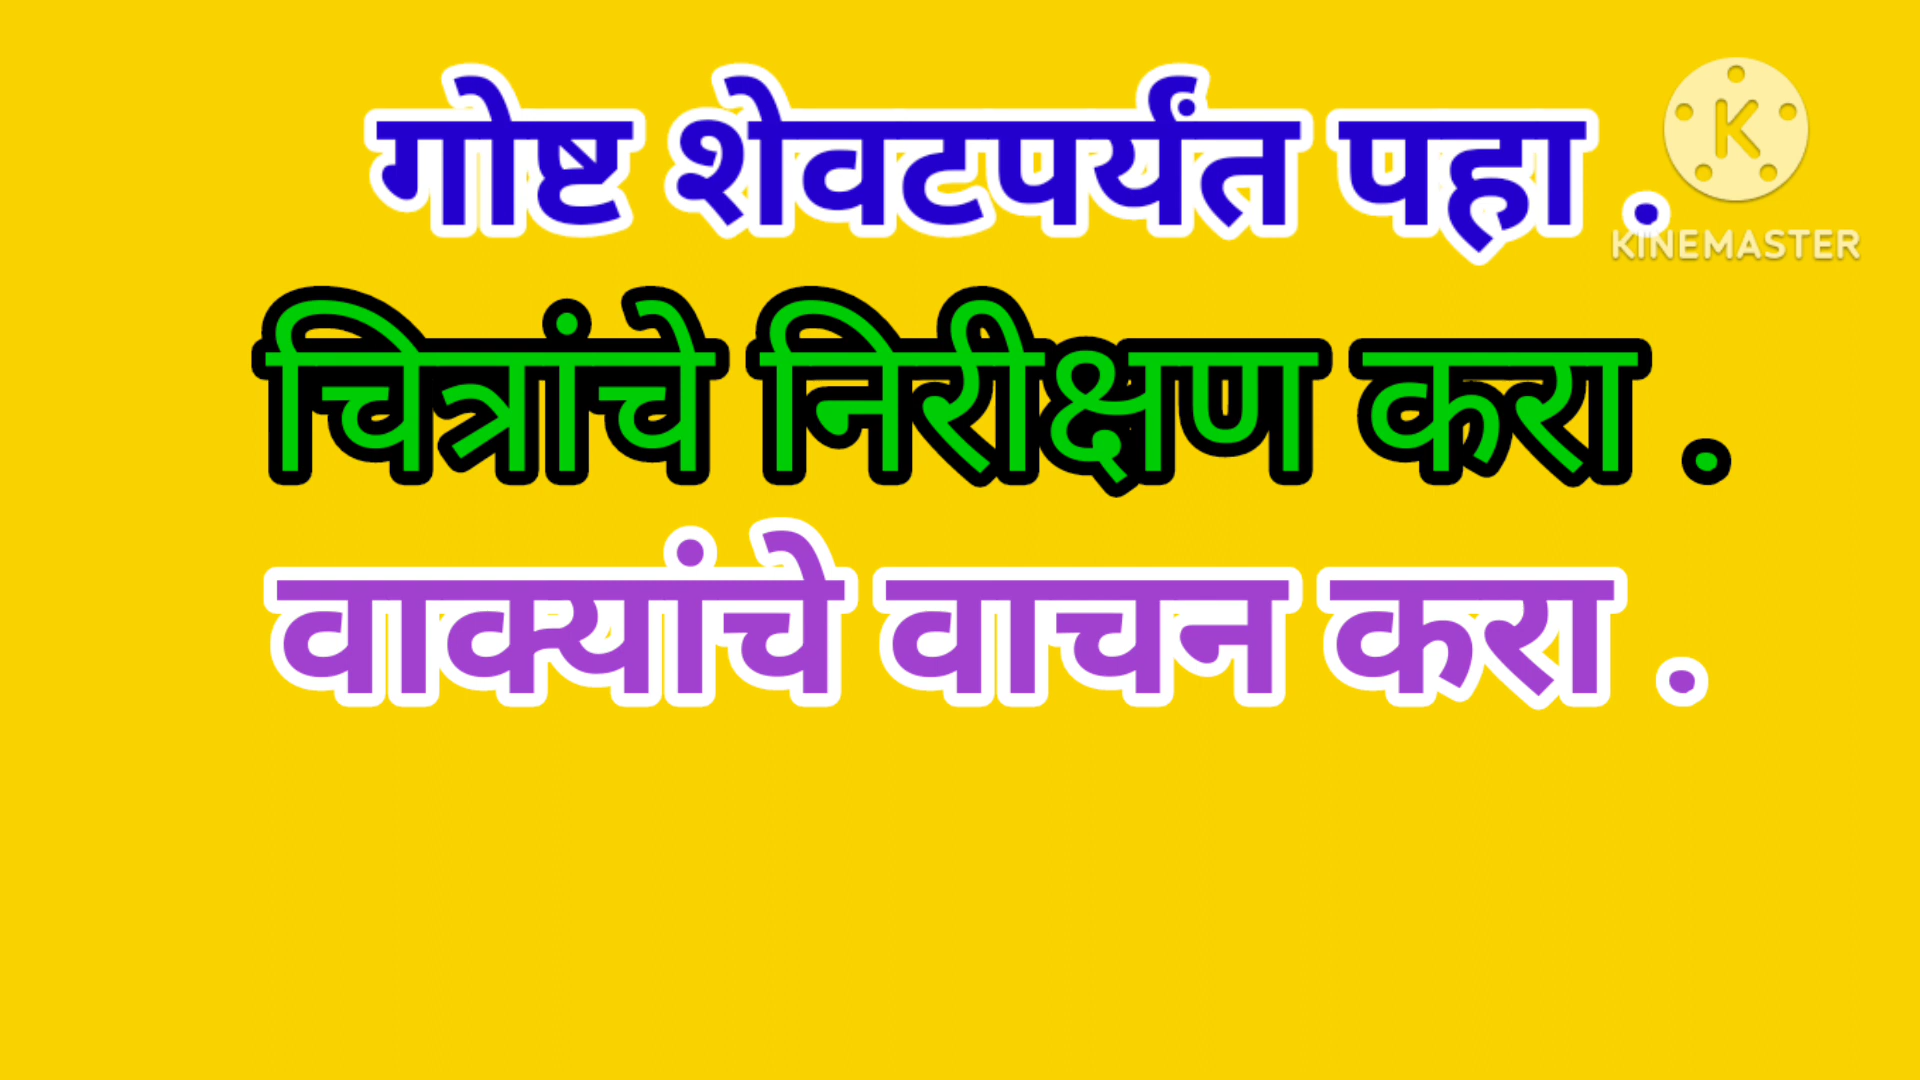 गोष्ट शेवटपर्यंत पहा .
KINEMASTER
चित्रांचे निरीक्षण करा .
वाक्यांचे वाचन करा .